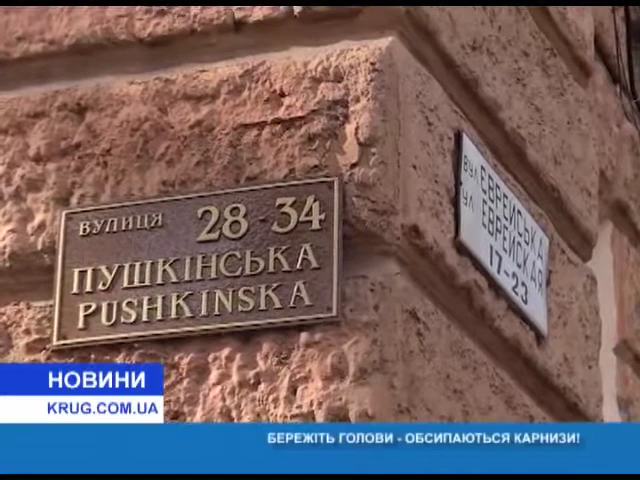 ВУЛИЦЯ 28-34
ПУШКІНСЬКА
PUSHKINSKA
ВУЛ ЕВРЕЙСЬКА
УЛ ЕВРЕЙСКАЯ
17-23
НОВИНИ
KRUG.COM.UA
БЕРЕЖІТЬ ГОЛОВИ - ОБСИПАЮТЬСЯ КАРНИЗИ!